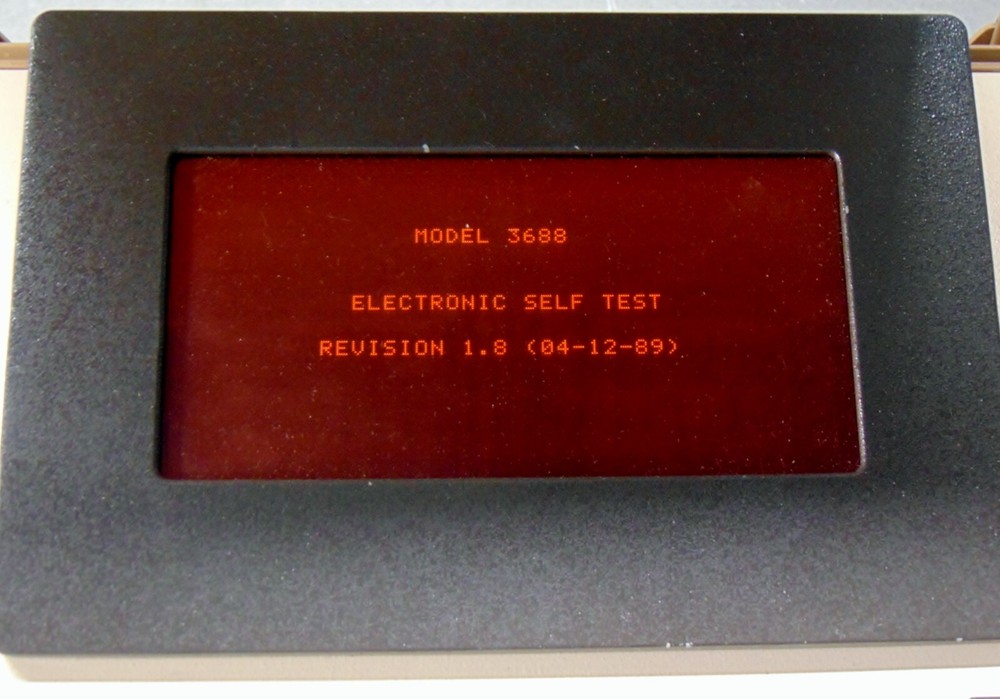 MODEL 3688
ELECTRONIC SELF TEST
REVISION 1.8 (04-12-89)